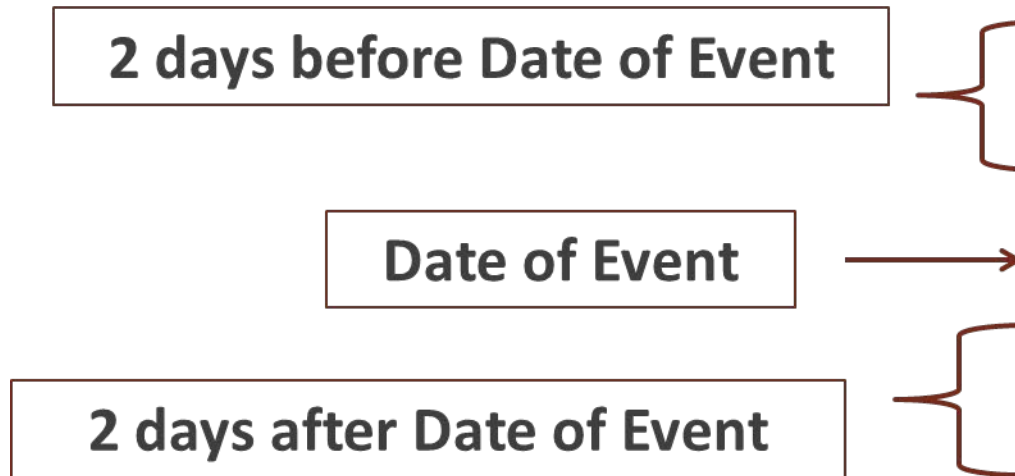 2 days before Date of Event
Date of Event
2 days after Date of Event